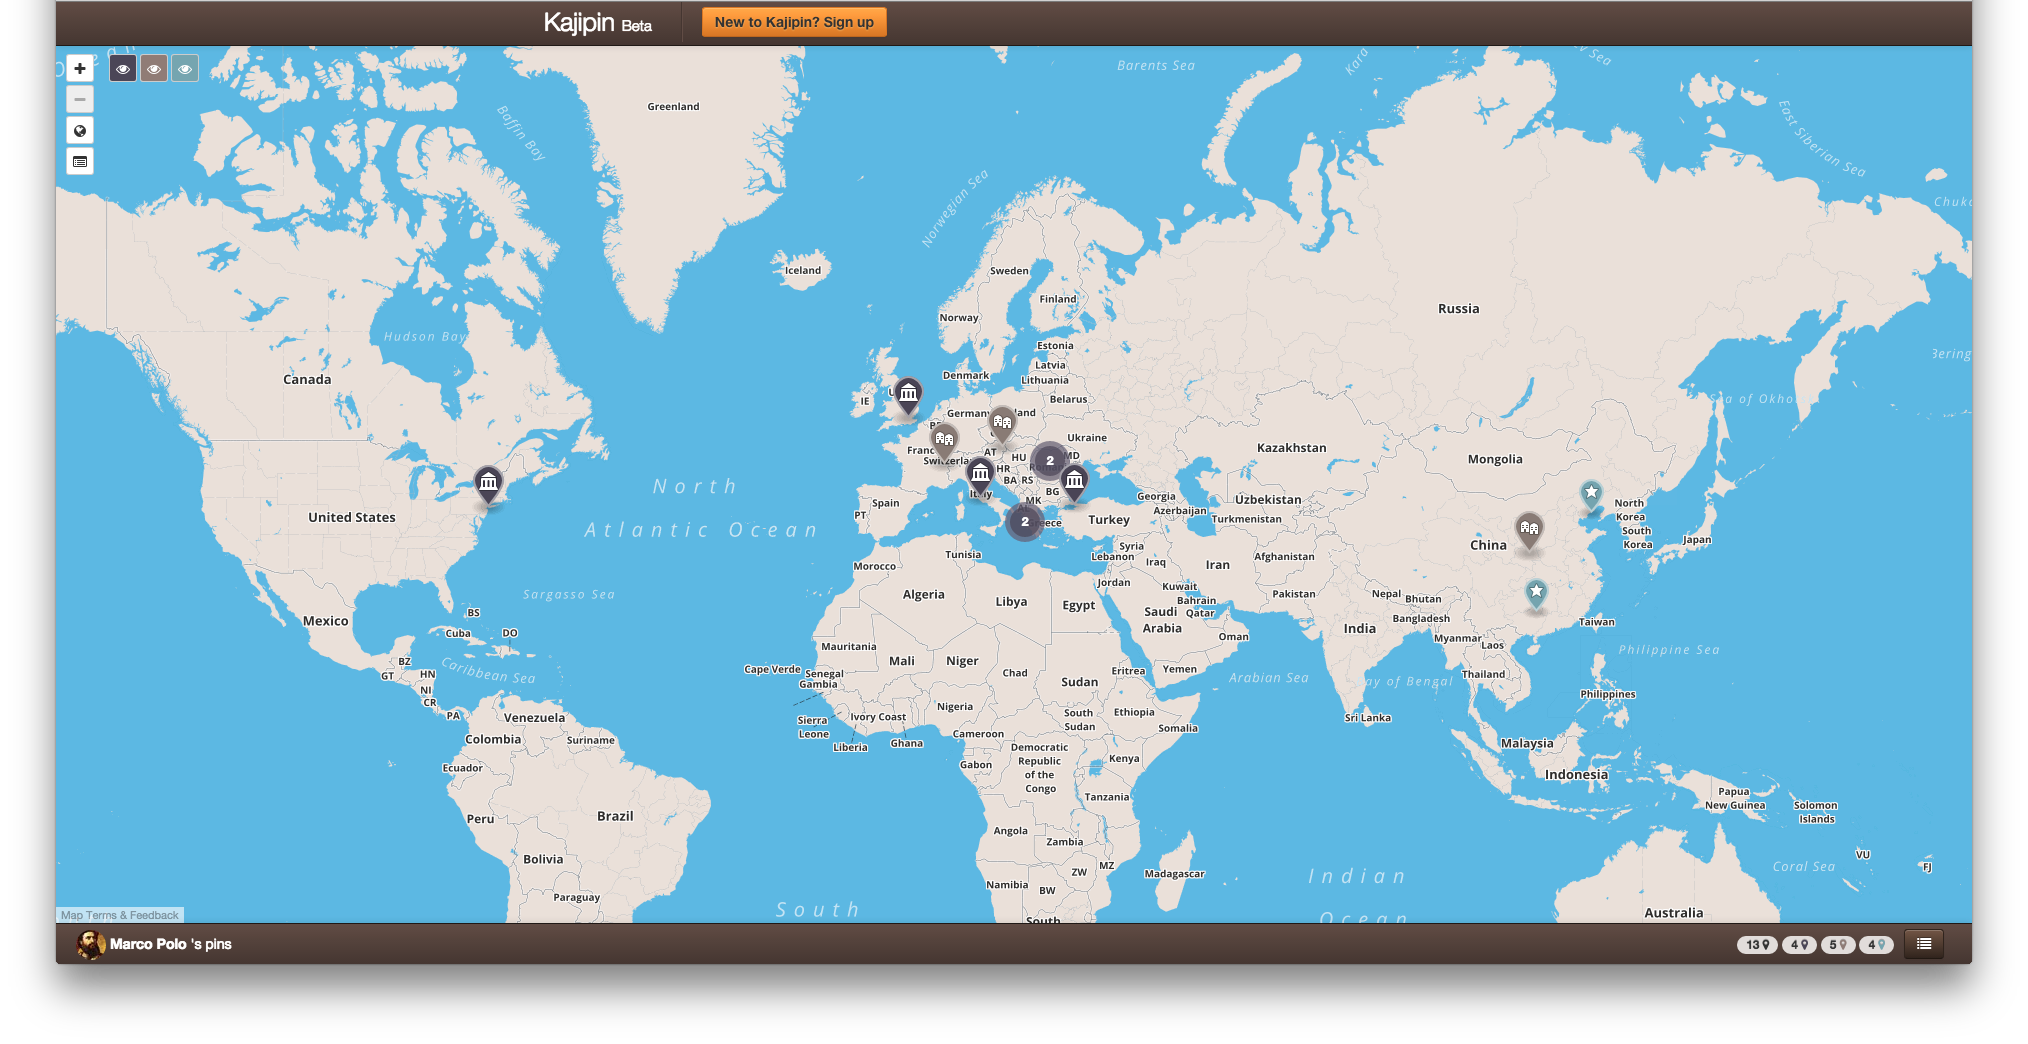 Kajipin Beta
New to Kajipin? Sign up
Barents Sea
Kara
East Siberian Sea
Greenland
Baffin Bay
Norwegian Sea
Chukc
Iceland
Sweden
Finland
Norway
Russia
Hudson Bay
Estonia
Latvia
Lithuania
Denmark
Canada
Bering
IE
Belarus
German
land
Ukraine
Franc
Switzerla
AT
HU
MD
Kazakhstan
Mongolia
HR
BA
RS
BG
MK
Italy
North
Atlantic Ocean
Spain
PT
2
2
eece
Turkey
Georgia
Azerbaijan
Uzbekistan
Turkmenistan
North
Korea
South
Korea
Japan
China
United States
Tunisia
Morocco
Syria
Lebanon
Iraq
Iran
Afghanistan
Jordan
Kuwait
Bahrain
Qatar
Pakistan
Nepal
Bhutan
Bangladesh
Sargasso Sea
Algeria
Libya
Egypt
Saudi
Arabia
Oman
India
Myanmar
Laos
Taiwan
Mexico
BS
Cuba
DO
Mauritania
Mali
Niger
Chad
Sudan
Eritrea
Yemen
Arabian Sea
ay of Bengal
Thailand
Philippine Sea
Philippines
BZ
GT
HN
NI
CR
PA
Caribbean Sea
Cape Verde
Senegal
Gambia
Sierra
Leone
Liberia
Ivory Coast
Ghana
Nigeria
Cameroon
South
Sudan
Ethiopia
Somalia
Sri Lanka
Venezuela
Colombia
Suriname
Ecuador
Gabon
Democratic
Republic
of the
Congo
Kenya
Tanzania
Malaysia
Indonesia
Papua
New Guinea
Solomon
Islands
Peru
Brazil
Bolivia
Paraguay
Angola
Zambia
ZW
MZ
Madagascar
Namibia
BW
South
South
Indian
Ocean
Coral Sea
VU
FJ
Australia
Map Terms & Feedback
Marco Polo 's pins
13
4
5
4